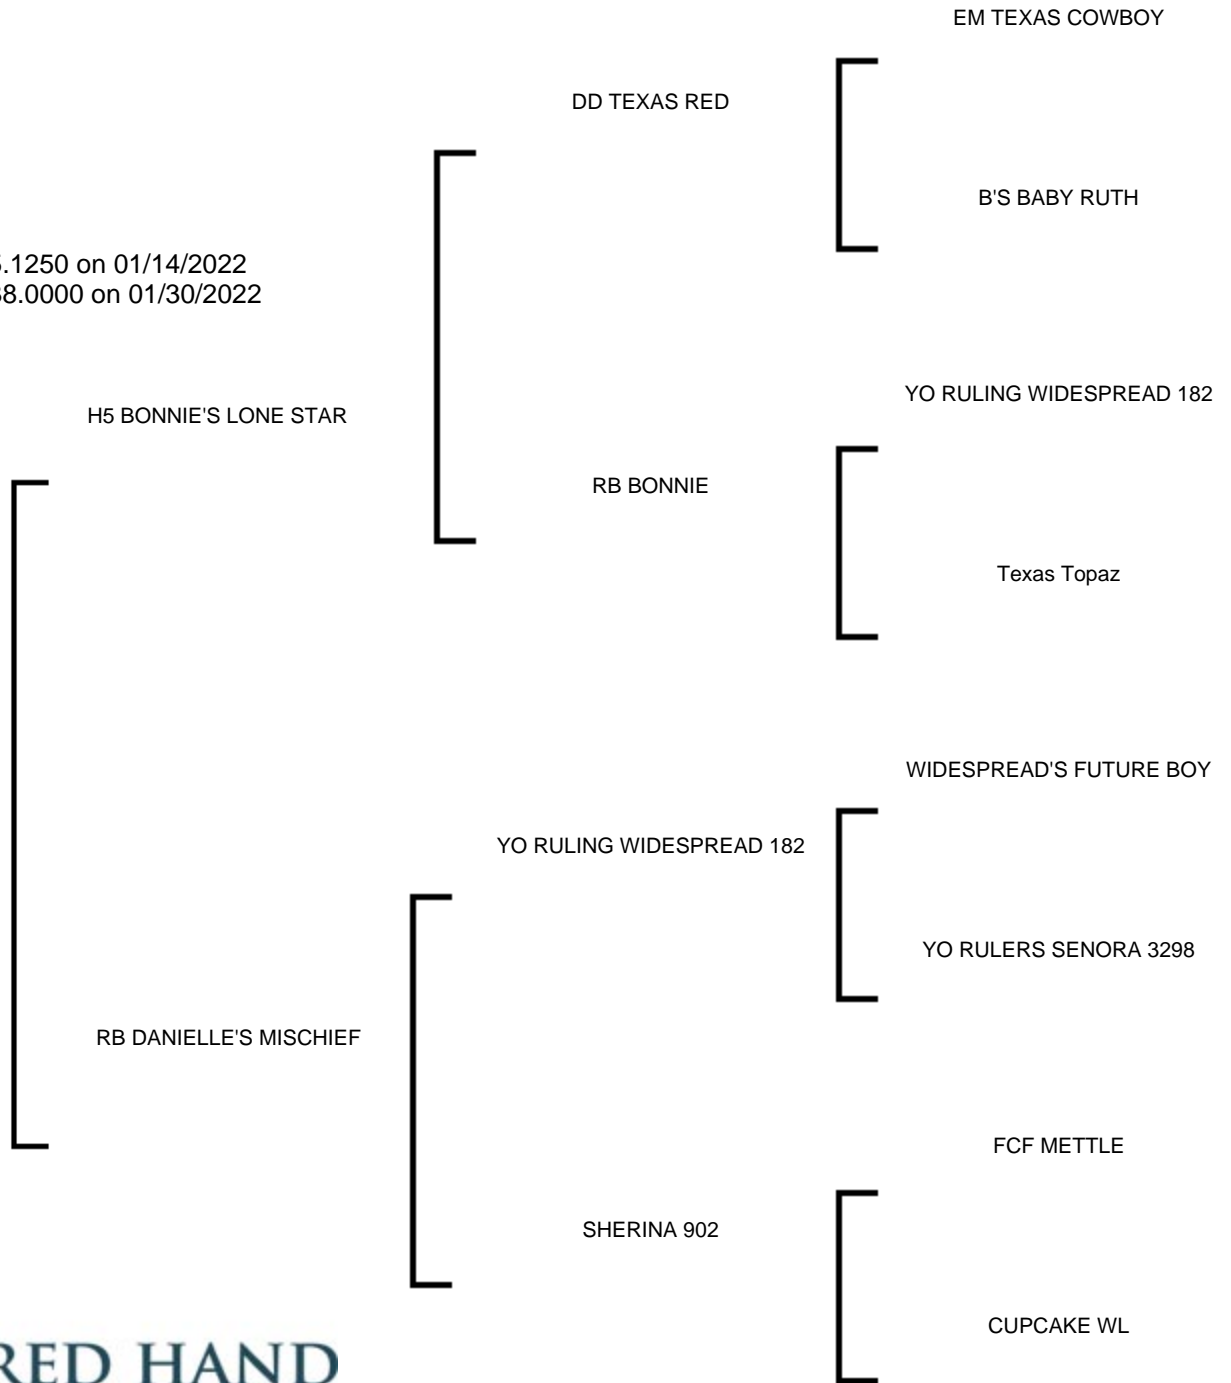 EM TEXAS COWBOY
DD TEXAS RED
B'S BABY RUTH
.1250 on 01/14/2022
8.0000 on 01/30/2022
YO RULING WIDESPREAD 182
H5 BONNIE'S LONE STAR
RB BONNIE
Texas Topaz
WIDESPREAD'S FUTURE BOY
YO RULING WIDESPREAD 182
YO RULERS SENORA 3298
RB DANIELLE'S MISCHIEF
FCF METTLE
SHERINA 902
CUPCAKE WL
RED HAND